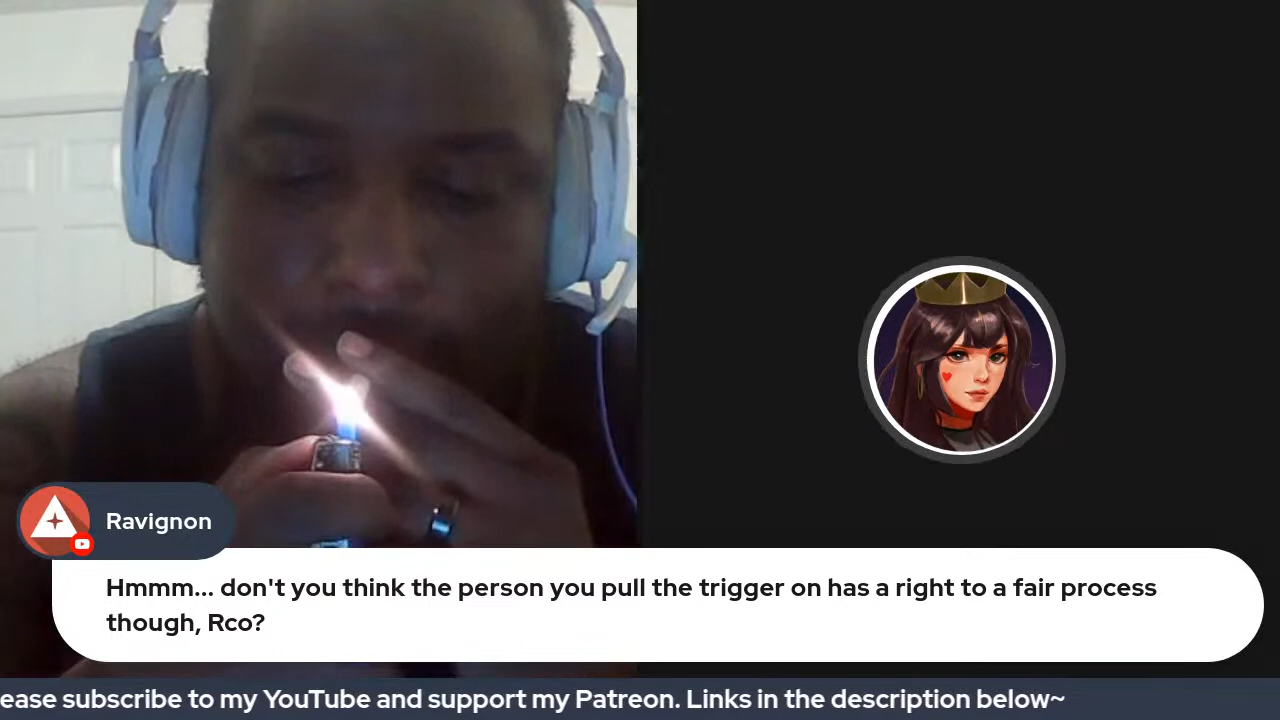 Ravignon
Hmmm... don't you think the person you pull the trigger on has a right to a fair process
though, Rco?
ease subscribe to my YouTube and support my Patreon. Links in the description below~